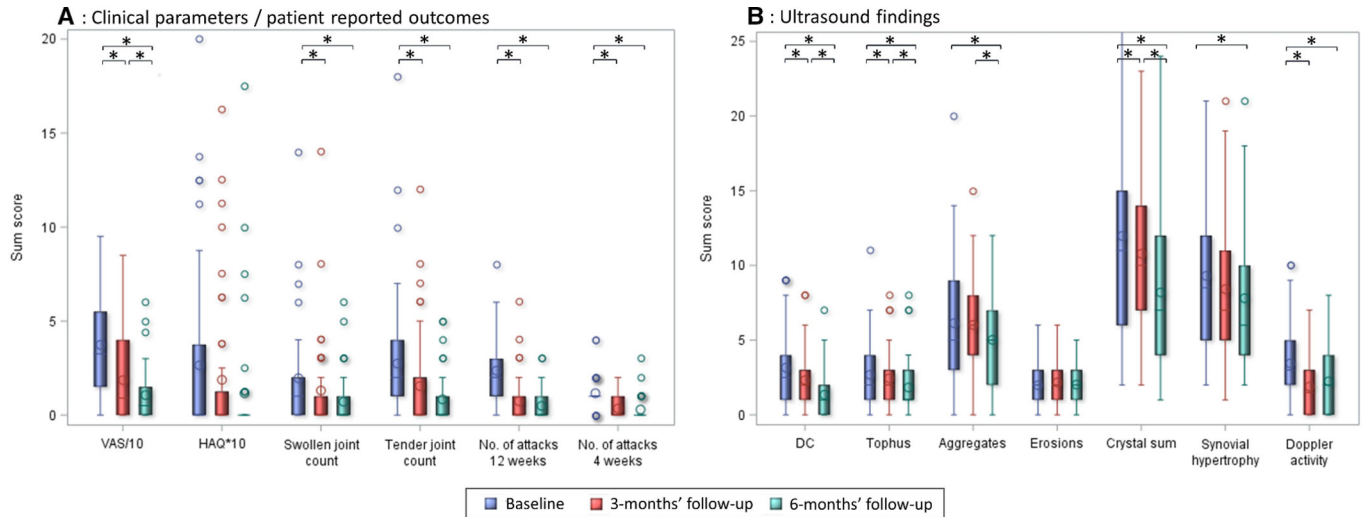 A : Clinical parameters / patient reported outcomes
20
15
10
5
0
Sum score
* * * * * * * * * * *
VAS/10
HAQ*10
Swollen joint
count
Tender joint
count
No. of attacks
12 weeks
No. of attacks
4 weeks
B : Ultrasound findings
25
20
15
10
5
0
Sum score
* * * * * * * * * * * * * *
DC
Tophus
Aggregates
Erosions
Crystal sum
Synovial
hypertrophy
Doppler
activity
Baseline 3-months’ follow-up 6-months’ follow-up